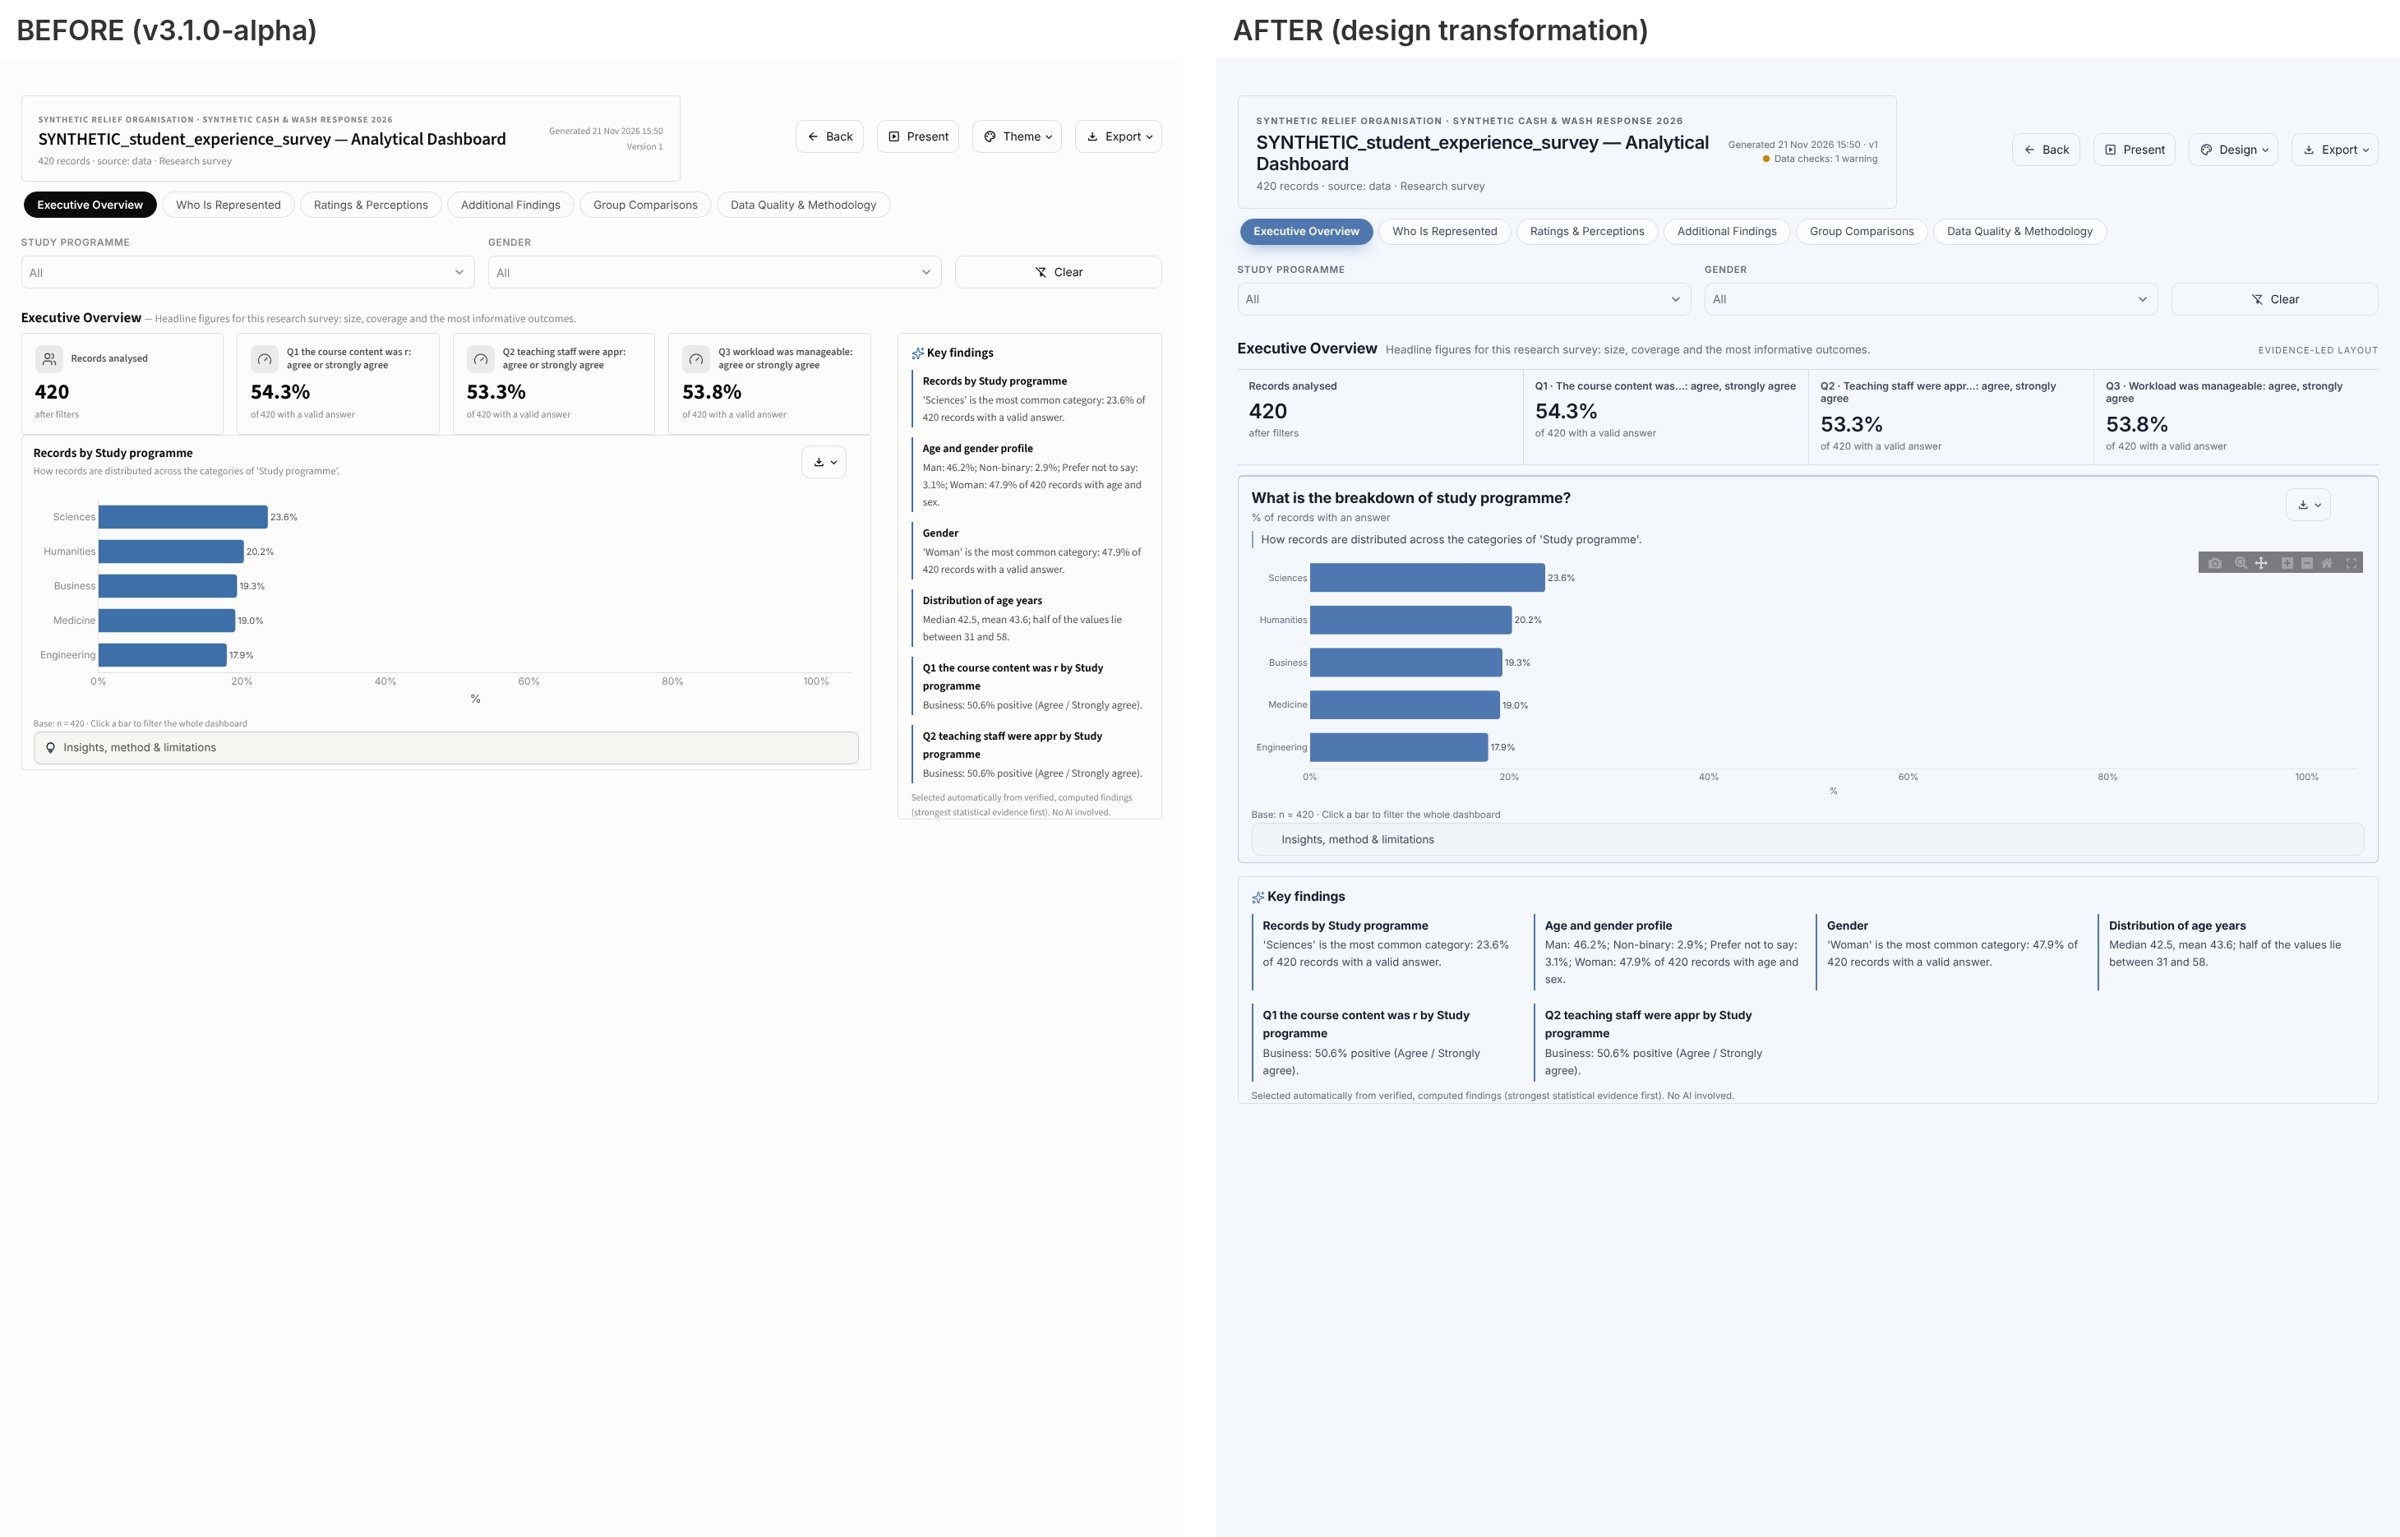 BEFORE (v3.1.0-alpha)
SYNTHETIC RELIEF ORGANISATION · SYNTHETIC CASH & WASH RESPONSE 2026
SYNTHETIC_student_experience_survey — Analytical Dashboard
420 records · source: data · Research survey
Generated 21 Nov 2026 15:50
Version 1
Back
Present
Theme
Export
Executive Overview
Who Is Represented
Ratings & Perceptions
Additional Findings
Group Comparisons
Data Quality & Methodology
STUDY PROGRAMME
All
GENDER
All
Clear
Executive Overview — Headline figures for this research survey: size, coverage and the most informative outcomes.
Records analysed
420
after filters
Q1 the course content was r:
agree or strongly agree
54.3%
of 420 with a valid answer
Q2 teaching staff were appr:
agree or strongly agree
53.3%
of 420 with a valid answer
Q3 workload was manageable:
agree or strongly agree
53.8%
of 420 with a valid answer
Records by Study programme
How records are distributed across the categories of 'Study programme'.
Sciences 23.6%
Humanities 20.2%
Business 19.3%
Medicine 19.0%
Engineering 17.9%
0% 20% 40% 60% 80% 100%
%
Base: n = 420 · Click a bar to filter the whole dashboard
Insights, method & limitations
Key findings
Records by Study programme
'Sciences' is the most common category: 23.6% of
420 records with a valid answer.
Age and gender profile
Man: 46.2%; Non-binary: 2.9%; Prefer not to say:
3.1%; Woman: 47.9% of 420 records with age and
sex.
Gender
'Woman' is the most common category: 47.9% of
420 records with a valid answer.
Distribution of age years
Median 42.5, mean 43.6; half of the values lie
between 31 and 58.
Q1 the course content was r by Study
programme
Business: 50.6% positive (Agree / Strongly agree).
Q2 teaching staff were appr by Study
programme
Business: 50.6% positive (Agree / Strongly agree).
Selected automatically from verified, computed findings
(strongest statistical evidence first). No AI involved.
AFTER (design transformation)
SYNTHETIC RELIEF ORGANISATION · SYNTHETIC CASH & WASH RESPONSE 2026
SYNTHETIC_student_experience_survey — Analytical
Dashboard
420 records · source: data · Research survey
Generated 21 Nov 2026 15:50 · v1
Data checks: 1 warning
Back
Present
Design
Export
Executive Overview
Who Is Represented
Ratings & Perceptions
Additional Findings
Group Comparisons
Data Quality & Methodology
STUDY PROGRAMME
All
GENDER
All
Clear
Executive Overview Headline figures for this research survey: size, coverage and the most informative outcomes.
EVIDENCE-LED LAYOUT
Records analysed
420
after filters
Q1 · The course content was...: agree, strongly agree
54.3%
of 420 with a valid answer
Q2 · Teaching staff were appr...: agree, strongly
agree
53.3%
of 420 with a valid answer
Q3 · Workload was manageable: agree, strongly
agree
53.8%
of 420 with a valid answer
What is the breakdown of study programme?
% of records with an answer
How records are distributed across the categories of 'Study programme'.
Sciences 23.6%
Humanities 20.2%
Business 19.3%
Medicine 19.0%
Engineering 17.9%
0% 20% 40% 60% 80% 100%
%
Base: n = 420 · Click a bar to filter the whole dashboard
Insights, method & limitations
Key findings
Records by Study programme
'Sciences' is the most common category: 23.6%
of 420 records with a valid answer.
Age and gender profile
Man: 46.2%; Non-binary: 2.9%; Prefer not to say:
3.1%; Woman: 47.9% of 420 records with age and
sex.
Gender
'Woman' is the most common category: 47.9% of
420 records with a valid answer.
Distribution of age years
Median 42.5, mean 43.6; half of the values lie
between 31 and 58.
Q1 the course content was r by Study
programme
Business: 50.6% positive (Agree / Strongly
agree).
Q2 teaching staff were appr by Study
programme
Business: 50.6% positive (Agree / Strongly
agree).
Selected automatically from verified, computed findings (strongest statistical evidence first). No AI involved.